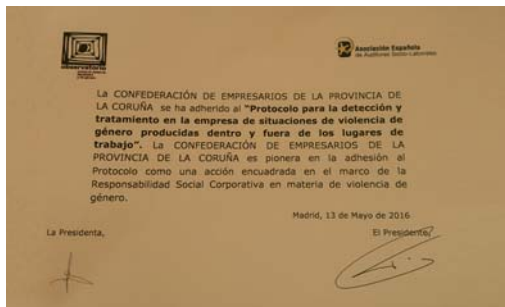 observatorio
Asociación Española
de Auditores Socio-Laborales
La CONFEDERACIÓN DE EMPRESARIOS DE LA PROVINCIA DE
LA CORUÑA se ha adherido al "Protocolo para la detección y
tratamiento en la empresa de situaciones de violencia de
género producidas dentro y fuera de los lugares de
trabajo". La CONFEDERACIÓN DE EMPRESARIOS DE LA
PROVINCIA DE LA CORUÑA es pionera en la adhesión al
Protocolo como una acción encuadrada en el marco de la
Responsabilidad Social Corporativa en materia de violencia de
género.
Madrid, 13 de Mayo de 2016
La Presidenta,
El Presidente,